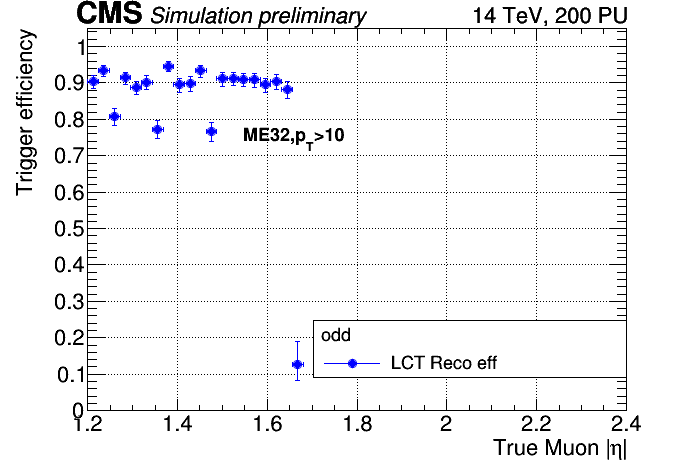 CMS Simulation preliminary 14 TeV, 200 PU
Trigger efficiency
1
0.9
0.8
0.7
0.6
0.5
0.4
0.3
0.2
0.1
0
ME32,p_T>10
odd
LCT Reco eff
1.2 1.4 1.6 1.8 2 2.2 2.4
True Muon |η|